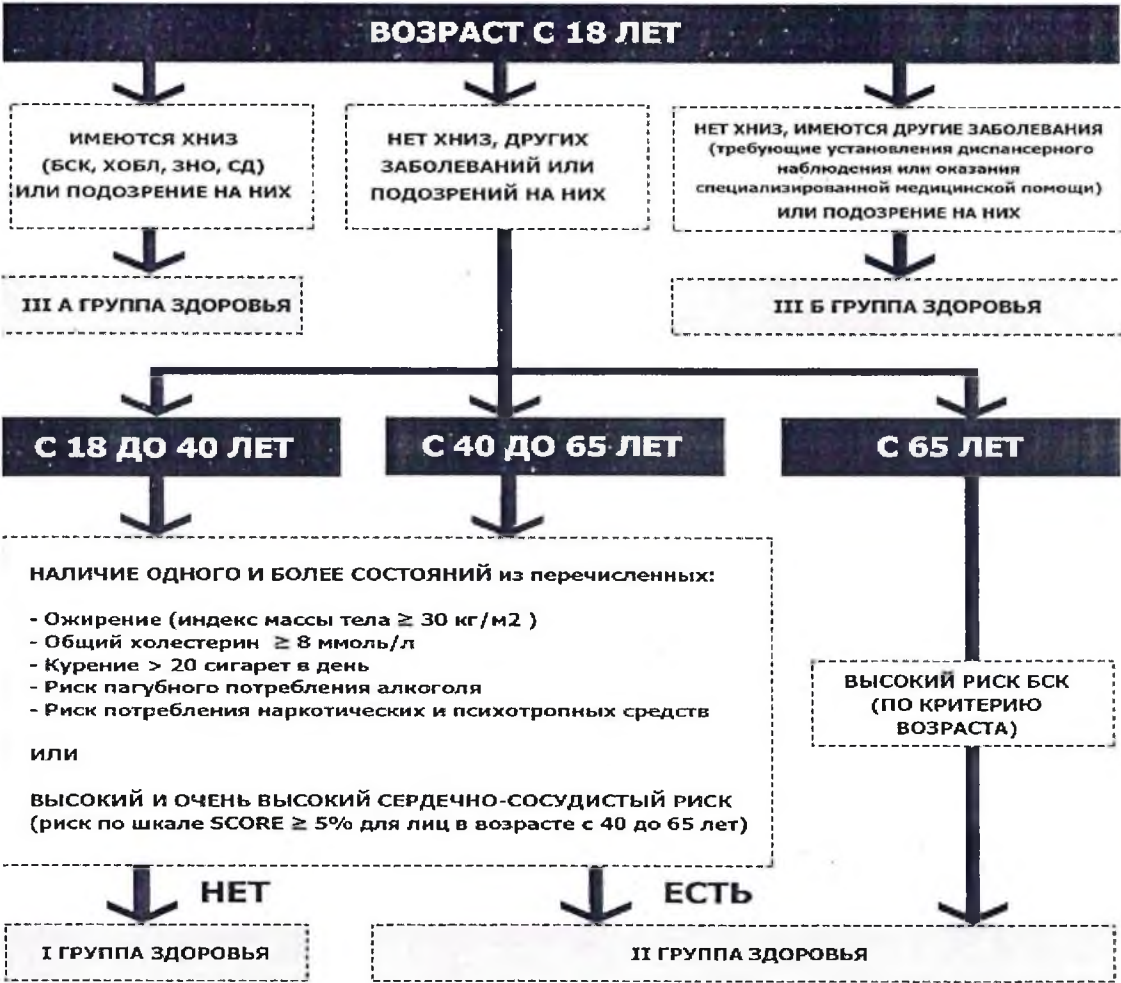 ВОЗРАСТ С 18 ЛЕТ
ИМЕЮТСЯ ХНИЗ
(БСК, ХОБЛ, ЗНО, СД)
ИЛИ ПОДОЗРЕНИЕ НА НИХ
НЕТ ХНИЗ, ДРУГИХ
ЗАБОЛЕВАНИЙ ИЛИ
ПОДОЗРЕНИЙ НА НИХ
НЕТ ХНИЗ, ИМЕЮТСЯ ДРУГИЕ ЗАБОЛЕВАНИЯ
(требующие установления диспансерного
наблюдения или оказания
специализированной медицинской помощи)
ИЛИ ПОДОЗРЕНИЕ НА НИХ
III А ГРУППА ЗДОРОВЬЯ
III Б ГРУППА ЗДОРОВЬЯ
С 18 ДО 40 ЛЕТ
С 40 ДО 65 ЛЕТ
С 65 ЛЕТ
НАЛИЧИЕ ОДНОГО И БОЛЕЕ СОСТОЯНИЙ из перечисленных:
- Ожирение (индекс массы тела ≥ 30 кг/м2 )
- Общий холестерин ≥ 8 ммоль/л
- Курение > 20 сигарет в день
- Риск пагубного потребления алкоголя
- Риск потребления наркотических и психотропных средств
ИЛИ
ВЫСОКИЙ И ОЧЕНЬ ВЫСОКИЙ СЕРДЕЧНО-СОСУДИСТЫЙ РИСК
(риск по шкале SCORE ≥ 5% для лиц в возрасте с 40 до 65 лет)
ВЫСОКИЙ РИСК БСК
(ПО КРИТЕРИЮ
ВОЗРАСТА)
НЕТ
ЕСТЬ
I ГРУППА ЗДОРОВЬЯ
II ГРУППА ЗДОРОВЬЯ